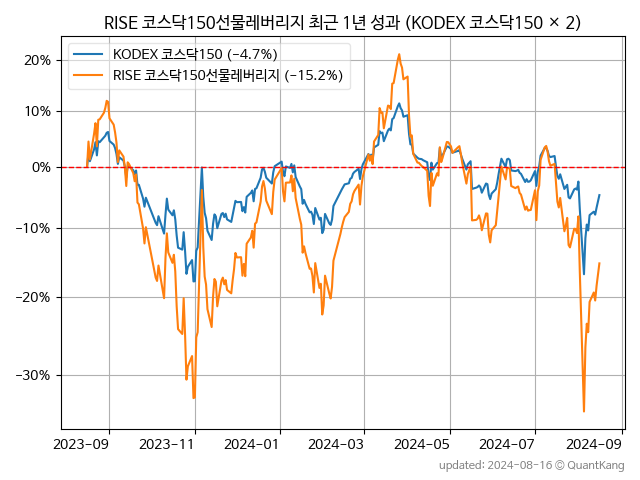 RISE 코스닥150선물레버리지 최근 1년 성과 (KODEX 코스닥150 × 2)
KODEX 코스닥150 (−4.7%)
RISE 코스닥150선물레버리지 (−15.2%)
20%
10%
0%
−10%
−20%
−30%
2023-09 2023-11 2024-01 2024-03 2024-05 2024-07 2024-09
updated: 2024-08-16 © QuantKang